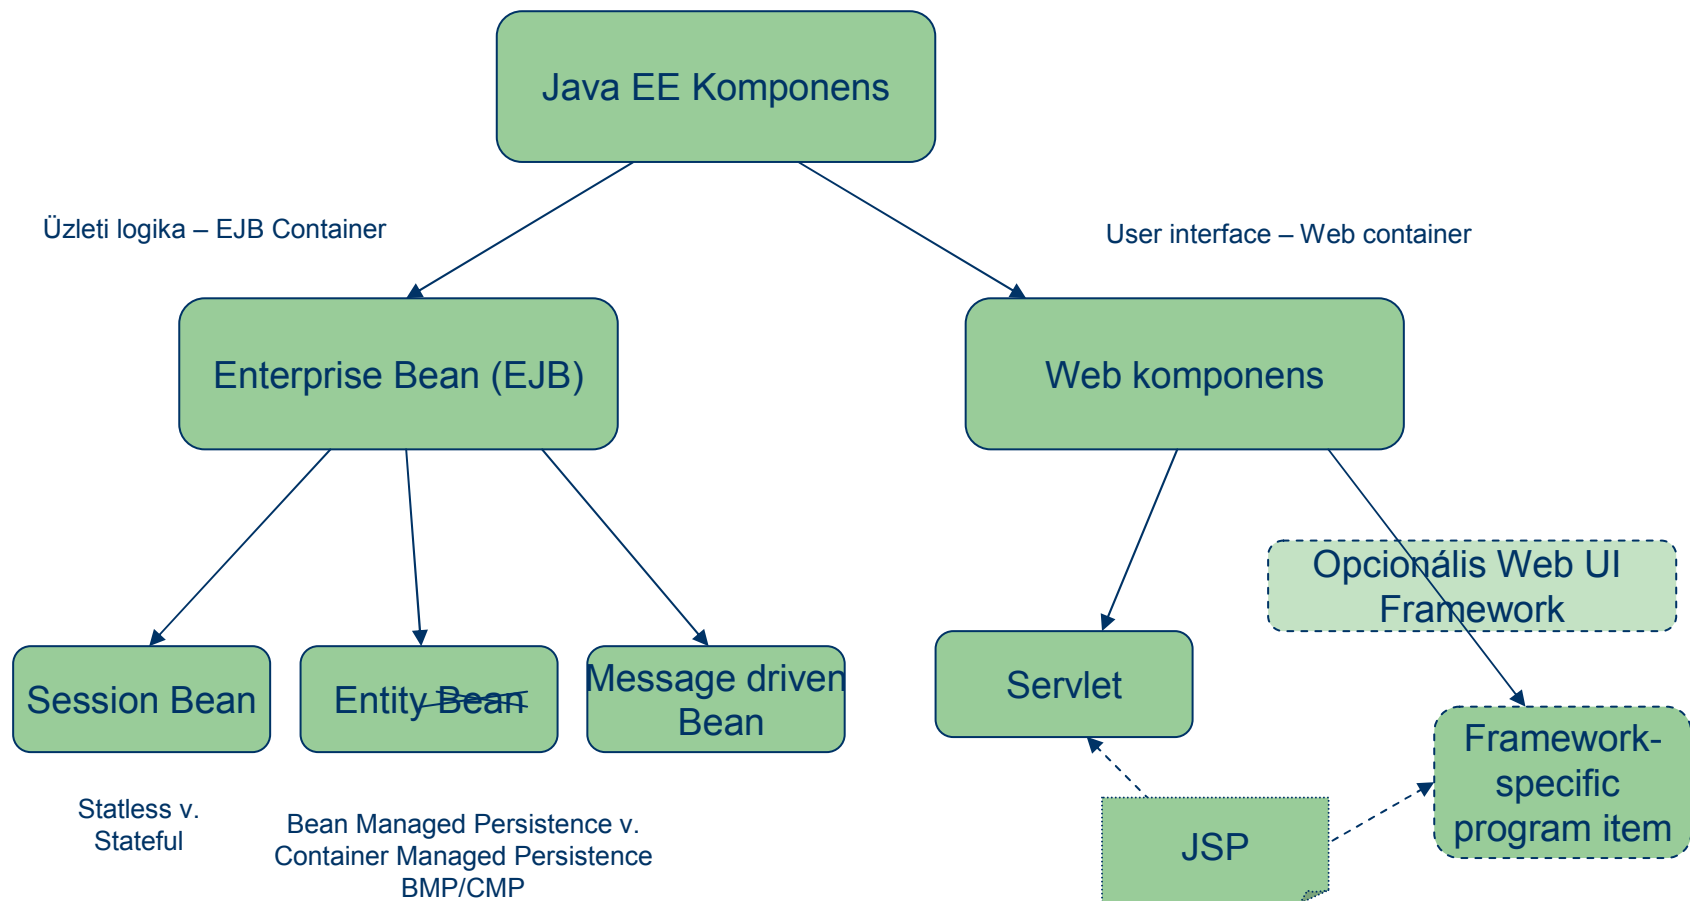 Java EE Komponens
Üzleti logika – EJB Container
User interface – Web container
Enterprise Bean (EJB)
Web komponens
Opcionális Web UI
Framework
Session Bean
Entity Bean
Message driven
Bean
Servlet
Framework-
specific
program item
Statless v.
Stateful
Bean Managed Persistence v.
Container Managed Persistence
BMP/CMP
JSP